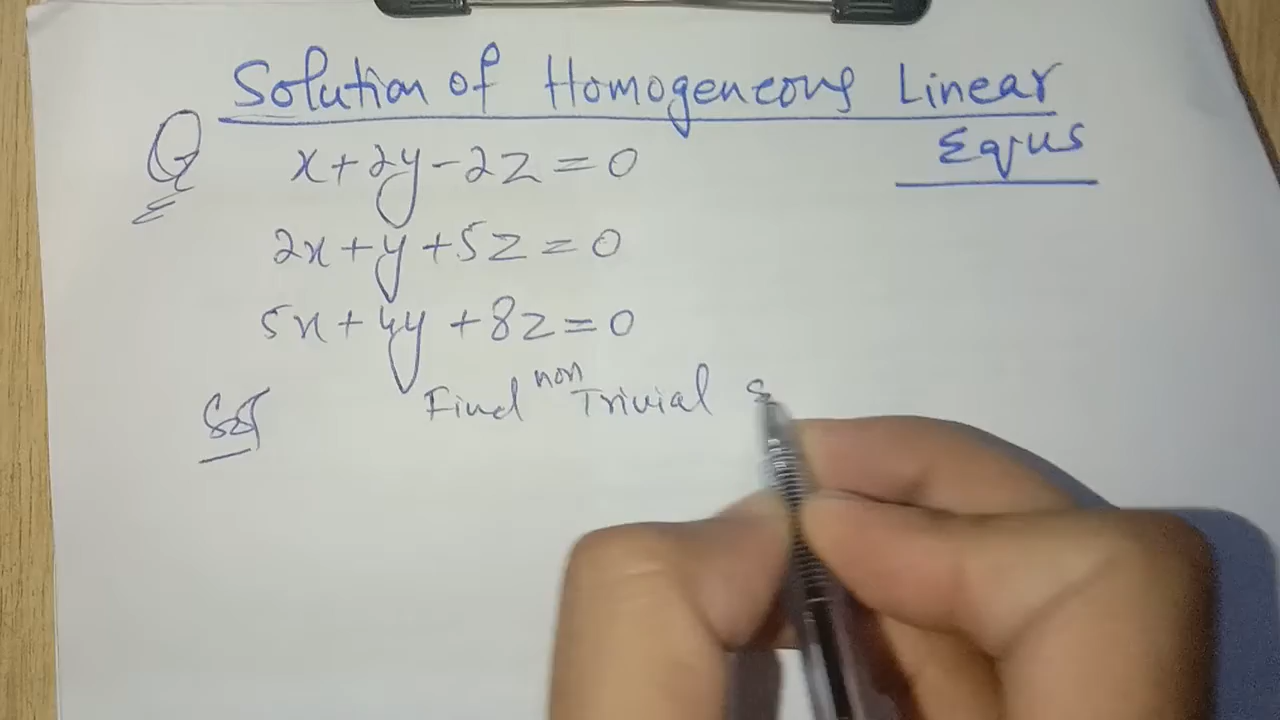 Solution of Homogeneous Linear
Equs
Q x+2y-2z=0
2x+y+5z=0
5x+4y+8z=0
Sol Find non Trivial s